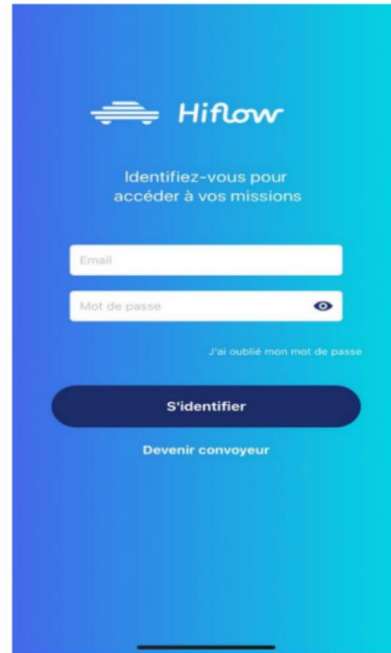 Hiflow
Identifiez-vous pour
accéder à vos missions
Email
Mot de passe
J'ai oublié mon mot de passe
S'identifier
Devenir convoyeur